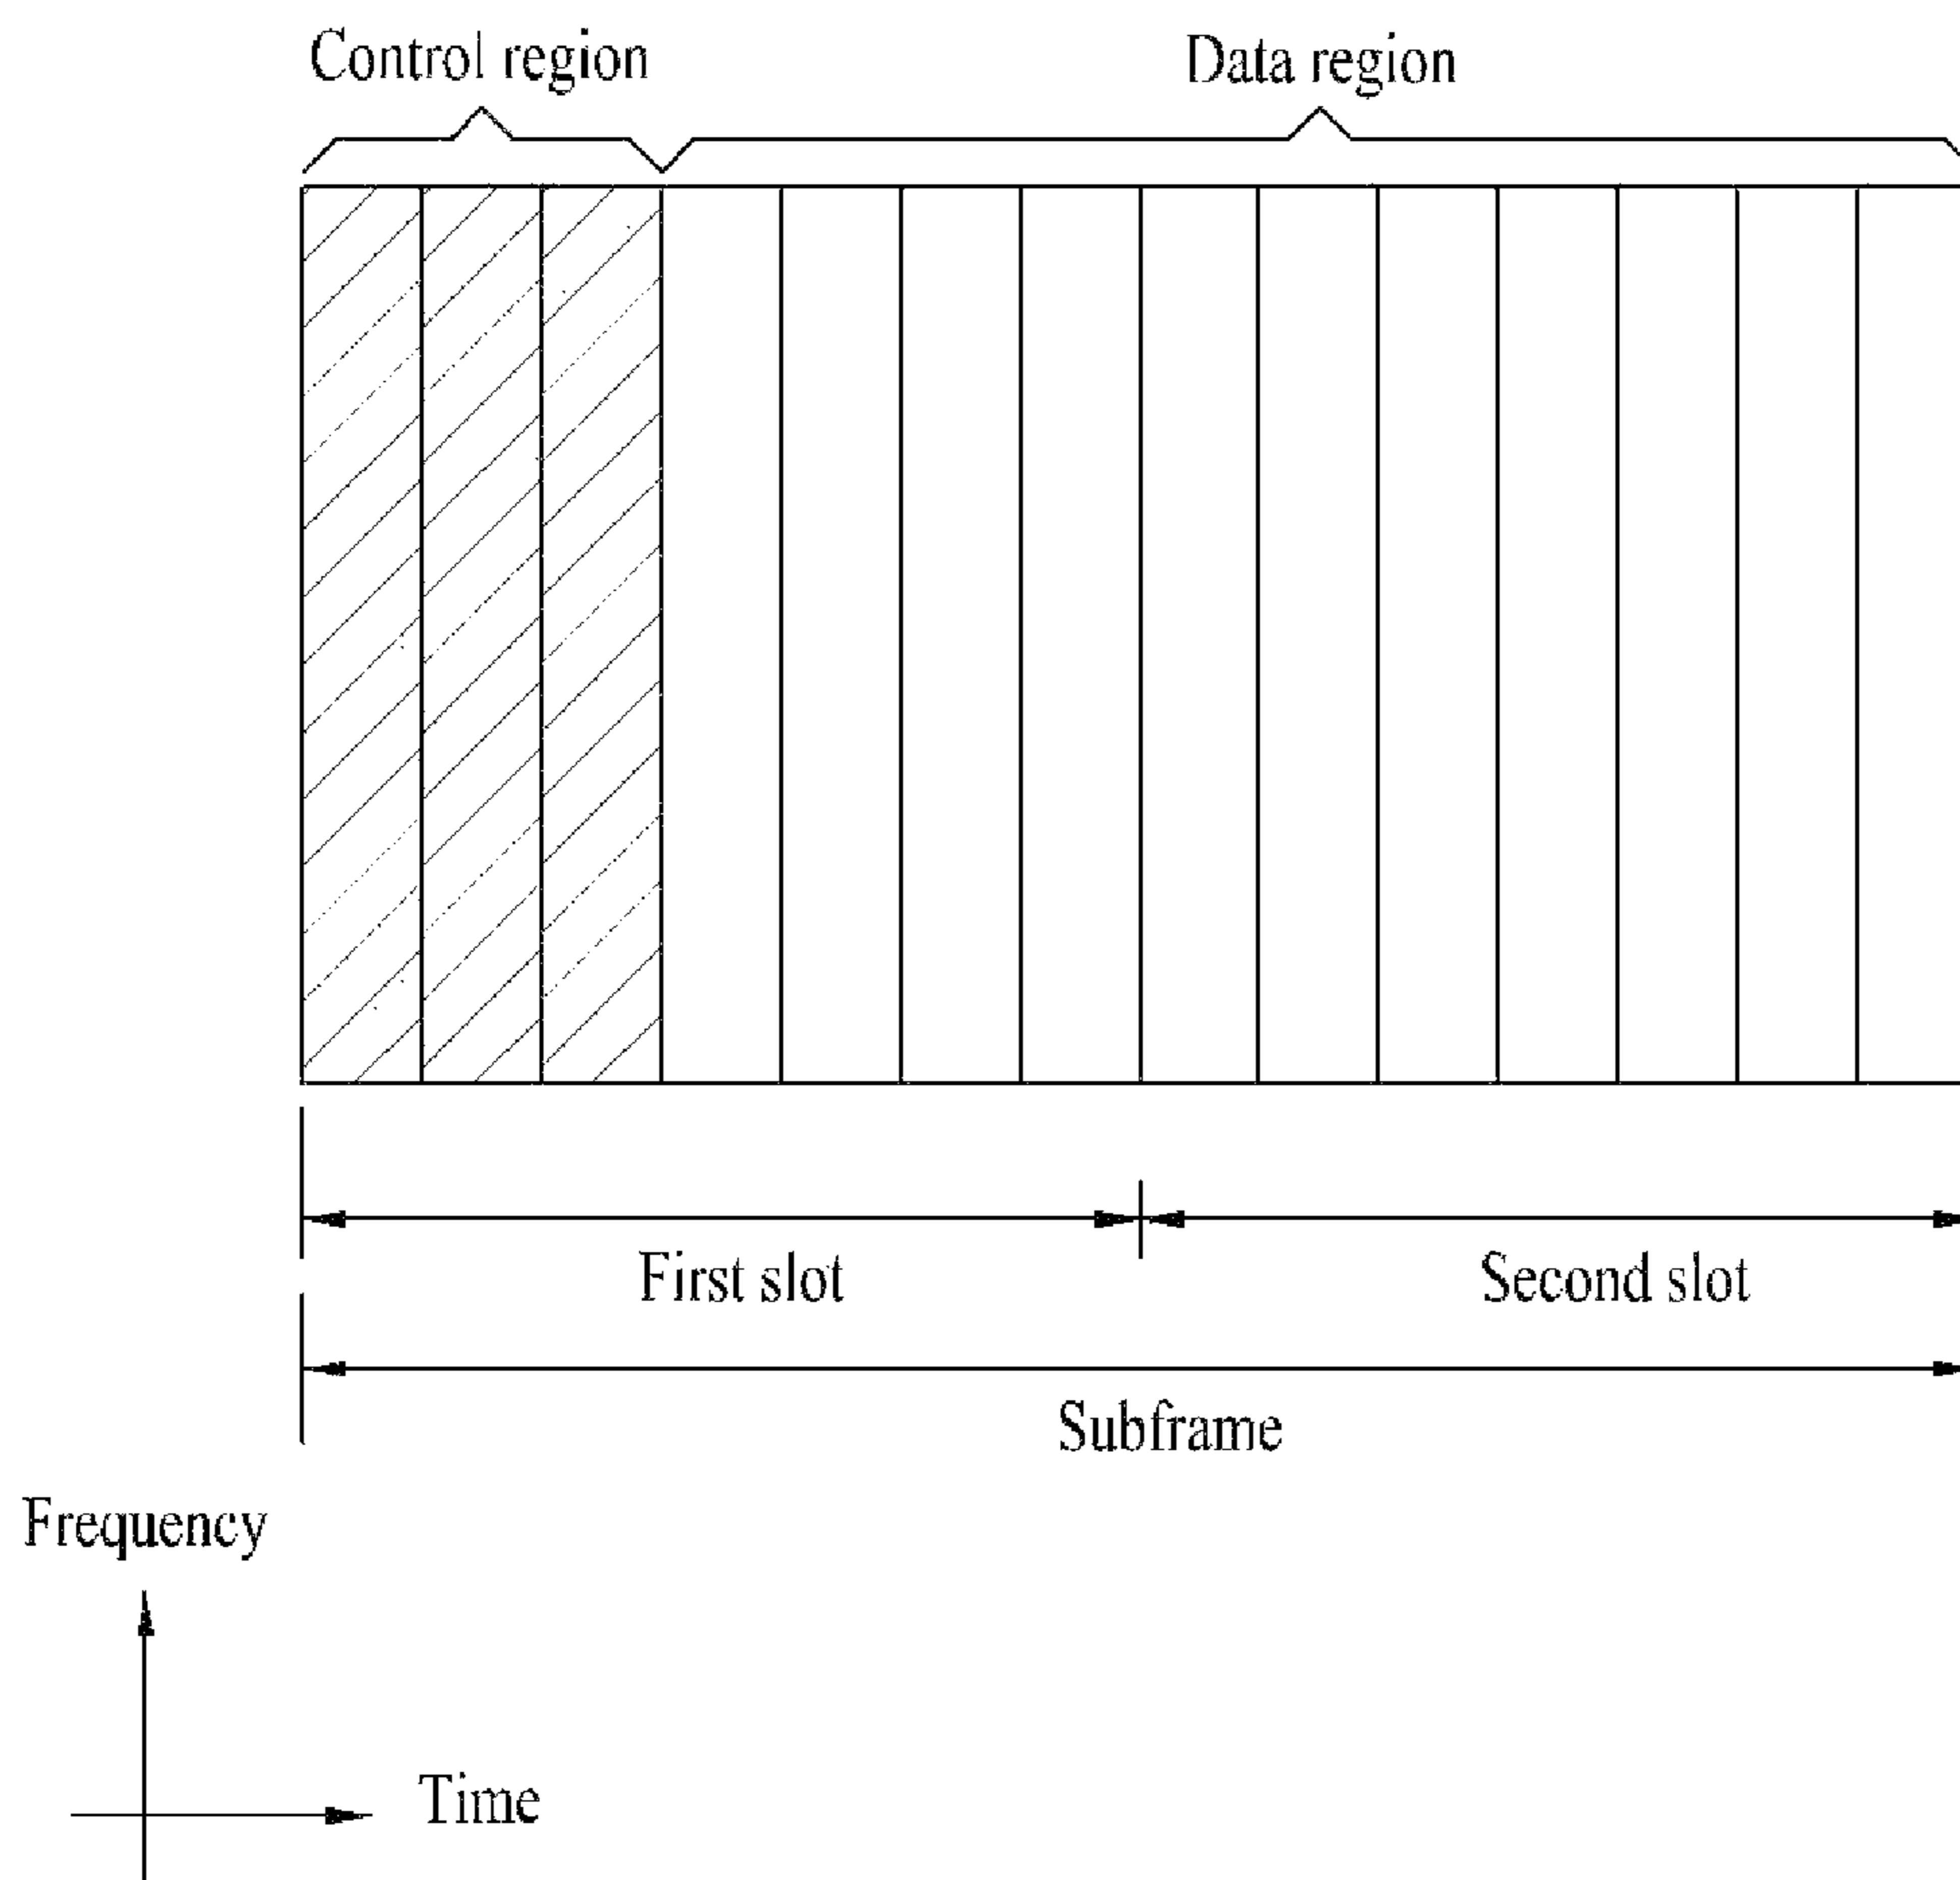 Control region
Data region
First slot
Second slot
Subframe
Frequency
Time